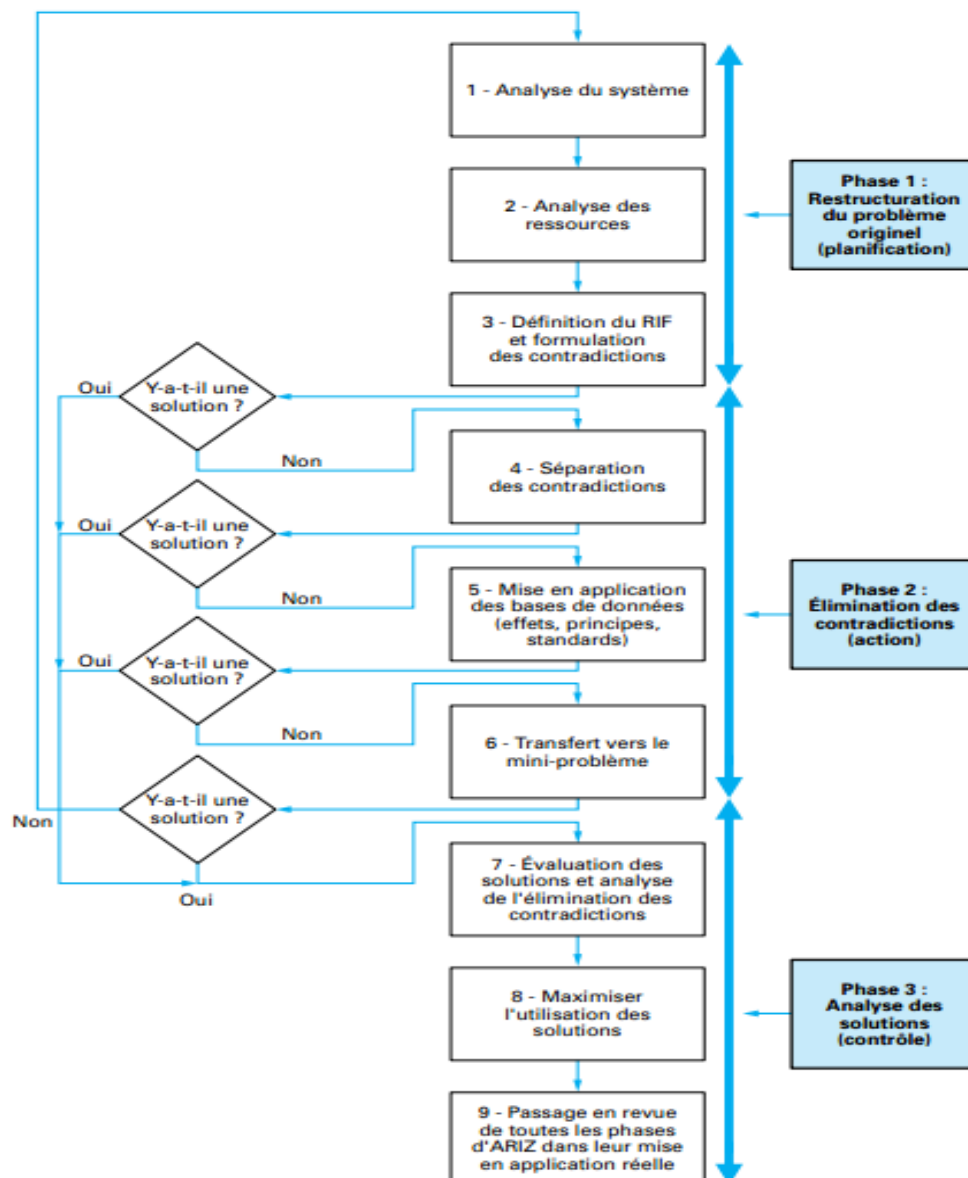 1 - Analyse du système
Phase 1 :
Restructuration
du problème
originel
(planification)
2 - Analyse des
ressources
3 - Définition du RIF
et formulation
des contradictions
Oui
Y-a-t-il une
solution ?
Non
4 - Séparation
des contradictions
Oui
Y-a-t-il une
solution ?
Non
5 - Mise en application
des bases de données
(effets, principes,
standards)
Phase 2 :
Élimination des
contradictions
(action)
Oui
Y-a-t-il une
solution ?
Non
6 - Transfert vers le
mini-problème
Y-a-t-il une
solution ?
Non
Oui
7 - Évaluation des
solutions et analyse
de l'élimination des
contradictions
8 - Maximiser
l'utilisation des
solutions
Phase 3 :
Analyse des
solutions
(contrôle)
9 - Passage en revue
de toutes les phases
d'ARIZ dans leur mise
en application réelle